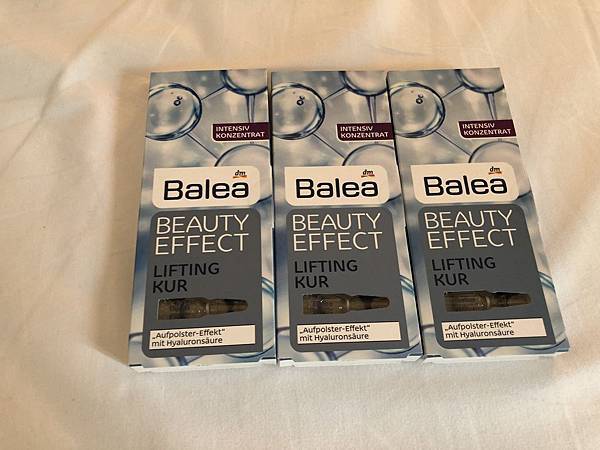 INTENSIV
KONZENTRAT
dm
Balea
BEAUTY
EFFECT
LIFTING
KUR
„Aufpolster-Effekt"
mit Hyaluronsäure
INTENSIV
KONZENTRAT
dm
Balea
BEAUTY
EFFECT
LIFTING
KUR
„Aufpolster-Effekt"
mit Hyaluronsäure
INTENSIV
KONZENTRAT
dm
Balea
BEAUTY
EFFECT
LIFTING
KUR
„Aufpolster-Effekt"
mit Hyaluronsäure